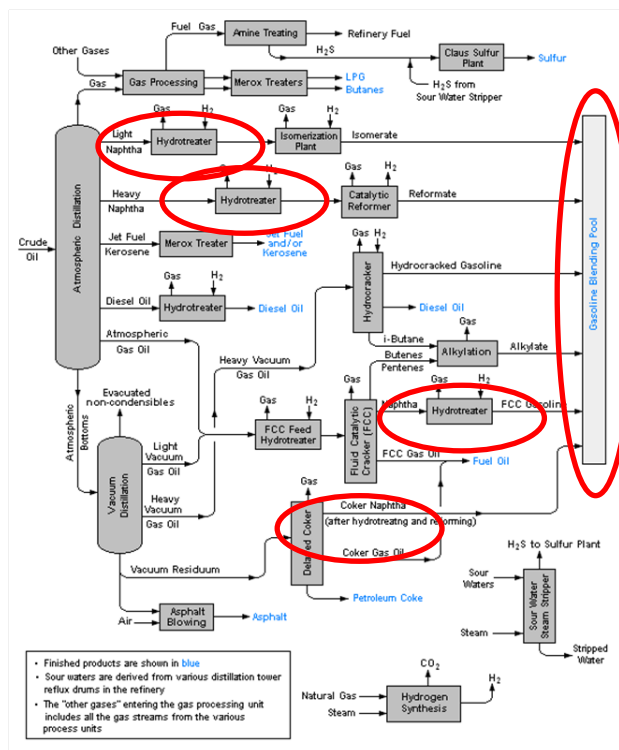 Fuel
Gas
Amine Treating
Refinery Fuel
Other Gases
H₂S
Claus Sulfur
Plant
Sulfur
Gas
Gas Processing
Merox Treaters
LPG
Butanes
H₂S from
Sour Water Stripper
Gas
H₂
Gas
H₂
Light
Naphtha
Hydrotreater
Isomerization
Plant
Isomerate
Gas
H₂
Gas
H₂
Heavy
Naphtha
Hydrotreater
Catalytic
Reformer
Reformate
Crude
Oil
Atmospheric Distillation
Jet Fuel
Kerosene
Merox Treater
Jet Fuel
and/or
Kerosene
Gas
H₂
Hydrocracker
Hydrocracked Gasoline
Diesel Oil
Gas
H₂
Diesel Oil
Hydrotreater
Diesel Oil
Gasoline Blending Pool
Atmospheric
Gas Oil
i-Butane
Butenes
Pentenes
Gas
Alkylation
Alkylate
Heavy Vacuum
Gas Oil
Evacuated
non-condensibles
Atmospheric
Bottoms
Gas
H₂
FCC Feed
Hydrotreater
Gas
Fluid Catalytic
Cracker (FCC)
Naphtha
Gas
H₂
Hydrotreater
FCC Gasoline
FCC Gas Oil
Fuel Oil
Vacuum
Distillation
Light
Vacuum
Gas Oil
Heavy
Vacuum
Gas Oil
Gas
Delayed Coker
Coker Naphtha
(after hydrotreatng and reforming)
Coker Gas Oil
Vacuum Residuum
Petroleum Coke
Air
Asphalt
Blowing
Asphalt
H₂S to Sulfur Plant
Sour
Waters
Sour Water
Steam Stripper
Steam
Stripped
Water
• Finished products are shown in blue
• Sour waters are derived from various distillation tower
reflux drums in the refinery
• The "other gases" entering the gas processing unit
includes all the gas streams from the various
process units
CO₂
H₂
Natural Gas
Steam
Hydrogen
Synthesis